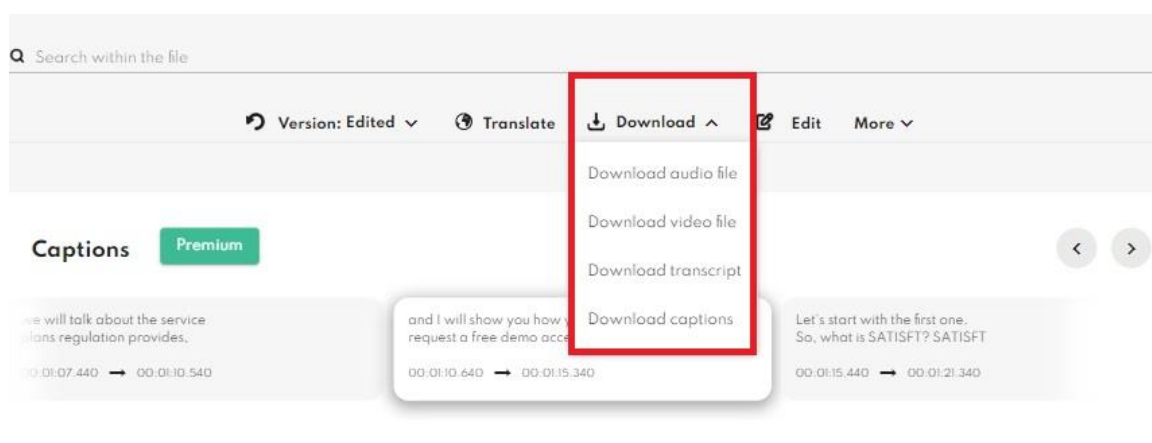 Search within the file
Version: Edited
Translate
Download
Edit
More
Download audio file
Download video file
Download transcript
Download captions
Captions
Premium
we will talk about the service
plans regulation provides,
00:01:07.440 → 00:01:10.540
and I will show you how
request a free demo
00:01:10.640 → 00:01:15.340
Let's start with the first one.
So, what is SATISFT? SATISFT
00:01:15.440 → 00:01:21.340